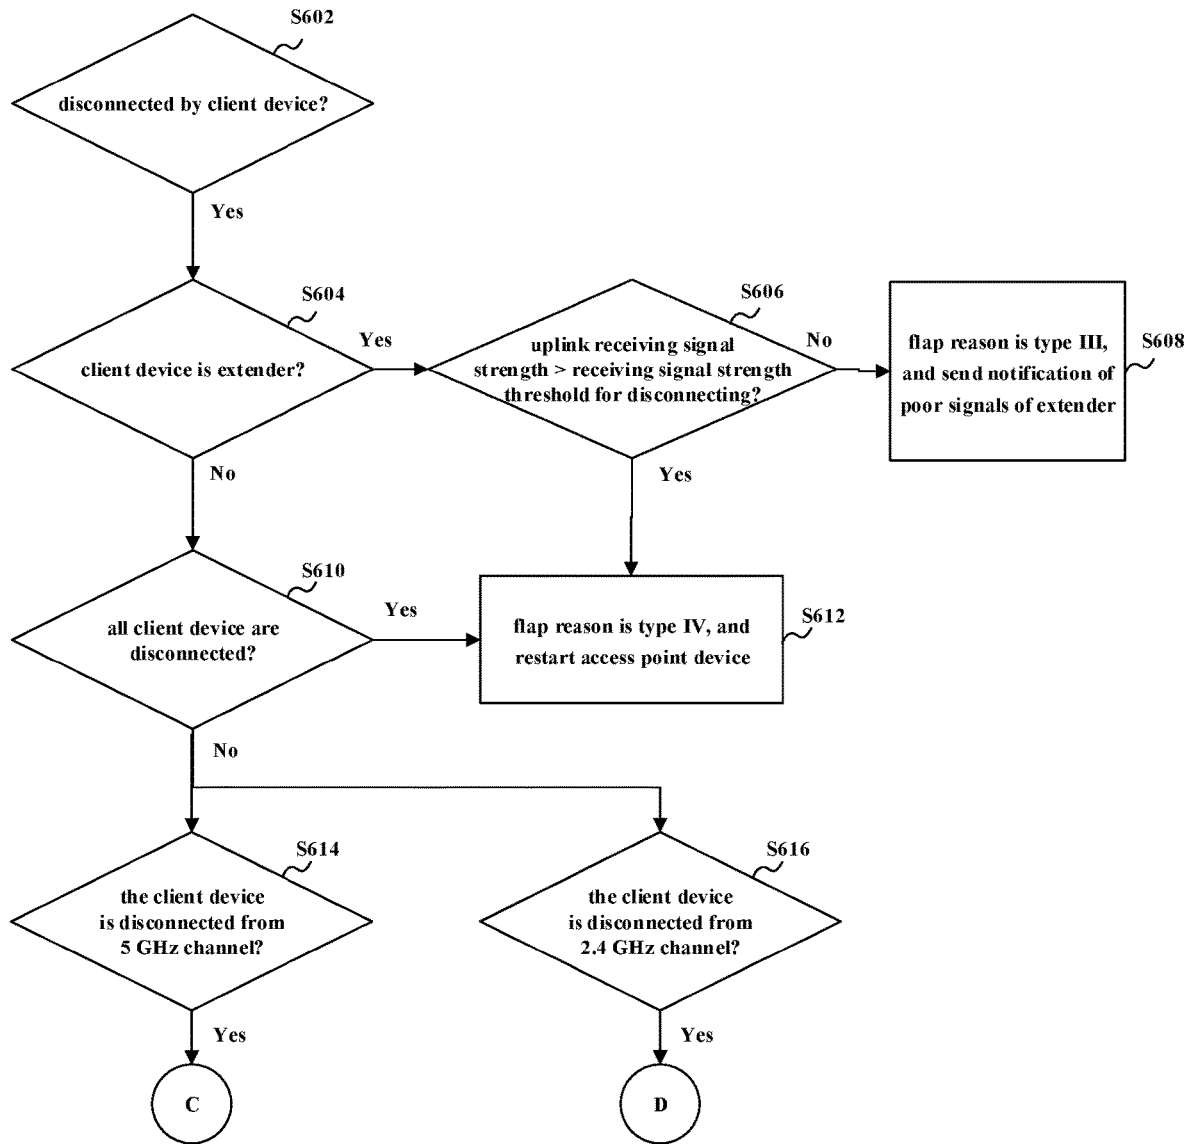 S602
disconnected by client device?
Yes
S604
client device is extender?
Yes
No
S606
uplink receiving signal
strength > receiving signal strength
threshold for disconnecting?
No
Yes
S608
flap reason is type III,
and send notification of
poor signals of extender
S610
all client device are
disconnected?
Yes
No
S612
flap reason is type IV, and
restart access point device
S614
the client device
is disconnected from
5 GHz channel?
Yes
C
S616
the client device
is disconnected from
2.4 GHz channel?
Yes
D